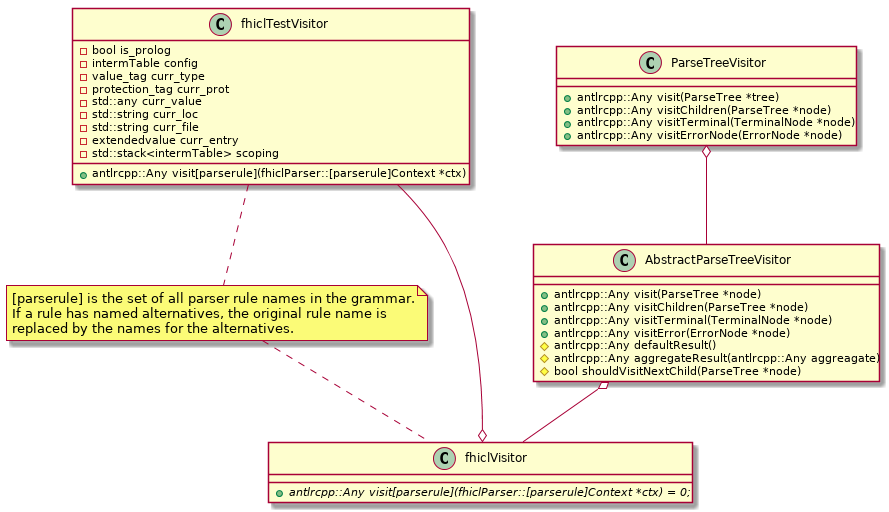 C fhiclTestVisitor
bool is_prolog
intermTable config
value_tag curr_type
protection_tag curr_prot
std::any curr_value
std::string curr_loc
std::string curr_file
extendedvalue curr_entry
std::stack<intermTable> scoping
antlrcpp::Any visit[parserule](fhiclParser::[parserule]Context *ctx)
C ParseTreeVisitor
antlrcpp::Any visit(ParseTree *tree)
antlrcpp::Any visitChildren(ParseTree *node)
antlrcpp::Any visitTerminal(TerminalNode *node)
antlrcpp::Any visitErrorNode(ErrorNode *node)
C AbstractParseTreeVisitor
antlrcpp::Any visit(ParseTree *node)
antlrcpp::Any visitChildren(ParseTree *node)
antlrcpp::Any visitTerminal(TerminalNode *node)
antlrcpp::Any visitError(ErrorNode *node)
antlrcpp::Any defaultResult()
antlrcpp::Any aggregateResult(antlrcpp::Any aggreagate)
bool shouldVisitNextChild(ParseTree *node)
[parserule] is the set of all parser rule names in the grammar.
If a rule has named alternatives, the original rule name is
replaced by the names for the alternatives.
C fhiclVisitor
antlrcpp::Any visit[parserule](fhiclParser::[parserule]Context *ctx) = 0;